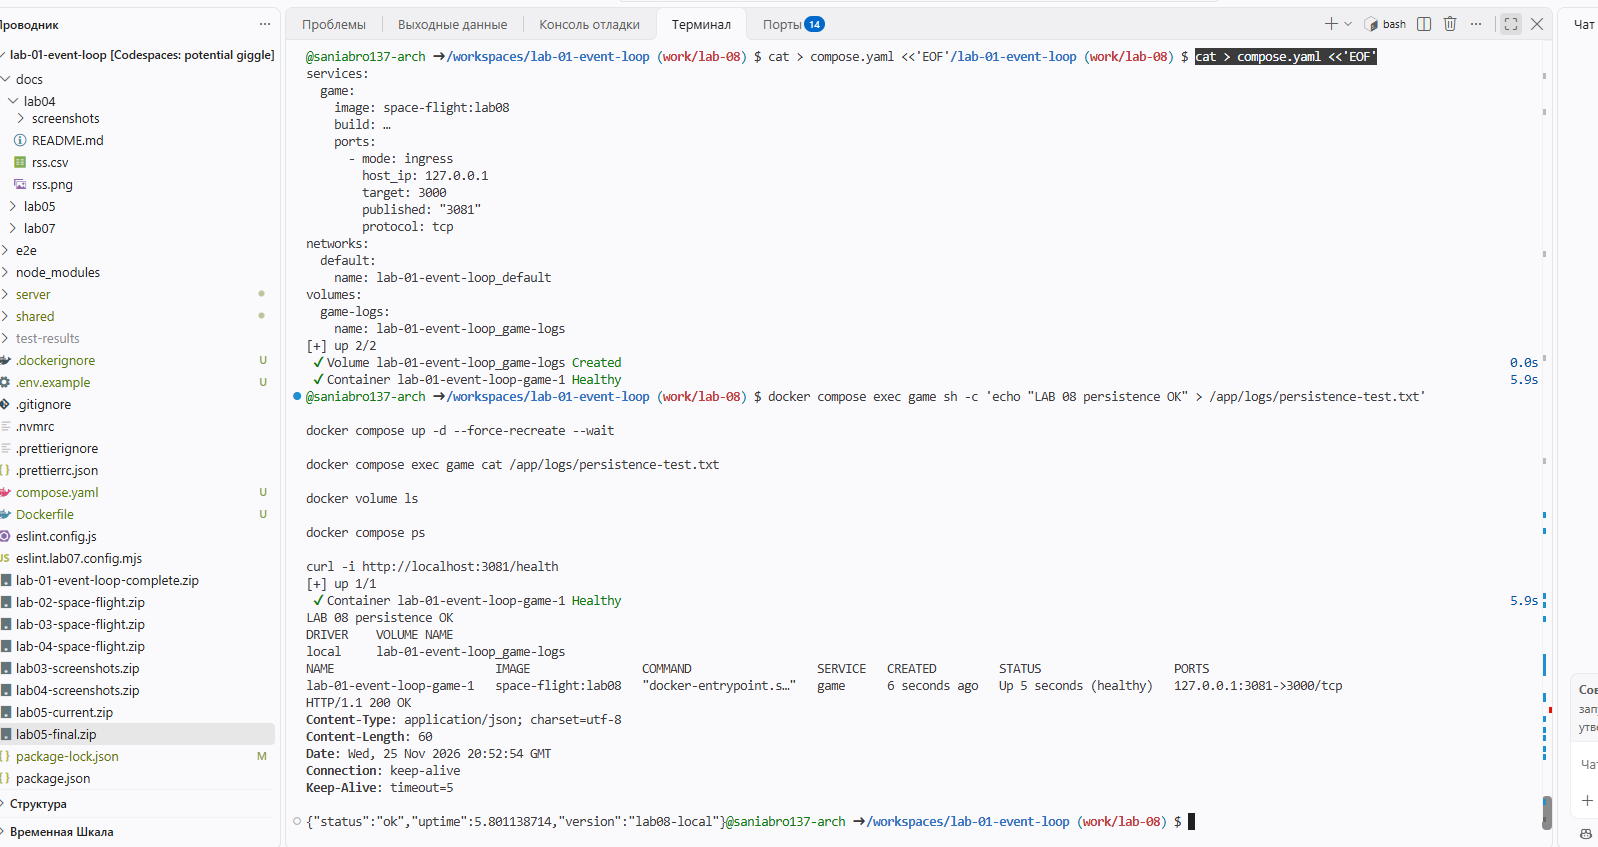 Проводник
lab-01-event-loop [Codespaces: potential giggle]
docs
lab04
screenshots
README.md
rss.csv
rss.png
lab05
lab07
e2e
node_modules
server
shared
test-results
.dockerignore U
.env.example U
.gitignore
.nvmrc
.prettierignore
.prettierrc.json
compose.yaml U
Dockerfile U
eslint.config.js
eslint.lab07.config.mjs
lab-01-event-loop-complete.zip
lab-02-space-flight.zip
lab-03-space-flight.zip
lab-04-space-flight.zip
lab03-screenshots.zip
lab04-screenshots.zip
lab05-current.zip
lab05-final.zip
package-lock.json M
package.json
Структура
Временная Шкала
Проблемы Выходные данные Консоль отладки Терминал Порты 14
bash
@saniabro137-arch ➜/workspaces/lab-01-event-loop (work/lab-08) $ cat > compose.yaml <<'EOF'/lab-01-event-loop (work/lab-08) $ cat > compose.yaml <<'EOF'
services:
  game:
    image: space-flight:lab08
    build: …
    ports:
      - mode: ingress
        host_ip: 127.0.0.1
        target: 3000
        published: "3081"
        protocol: tcp
networks:
  default:
    name: lab-01-event-loop_default
volumes:
  game-logs:
    name: lab-01-event-loop_game-logs
[+] up 2/2
✔Volume lab-01-event-loop_game-logs Created 0.0s
✔Container lab-01-event-loop-game-1 Healthy 5.9s
@saniabro137-arch ➜/workspaces/lab-01-event-loop (work/lab-08) $ docker compose exec game sh -c 'echo "LAB 08 persistence OK" > /app/logs/persistence-test.txt'
docker compose up -d --force-recreate --wait
docker compose exec game cat /app/logs/persistence-test.txt
docker volume ls
docker compose ps
curl -i http://localhost:3081/health
[+] up 1/1
✔Container lab-01-event-loop-game-1 Healthy 5.9s
LAB 08 persistence OK
DRIVER VOLUME NAME
local lab-01-event-loop_game-logs
NAME IMAGE COMMAND SERVICE CREATED STATUS PORTS
lab-01-event-loop-game-1 space-flight:lab08 "docker-entrypoint.s…" game 6 seconds ago Up 5 seconds (healthy) 127.0.0.1:3081->3000/tcp
HTTP/1.1 200 OK
Content-Type: application/json; charset=utf-8
Content-Length: 60
Date: Wed, 25 Nov 2026 20:52:54 GMT
Connection: keep-alive
Keep-Alive: timeout=5
{"status":"ok","uptime":5.801138714,"version":"lab08-local"}@saniabro137-arch ➜/workspaces/lab-01-event-loop (work/lab-08) $
Чат